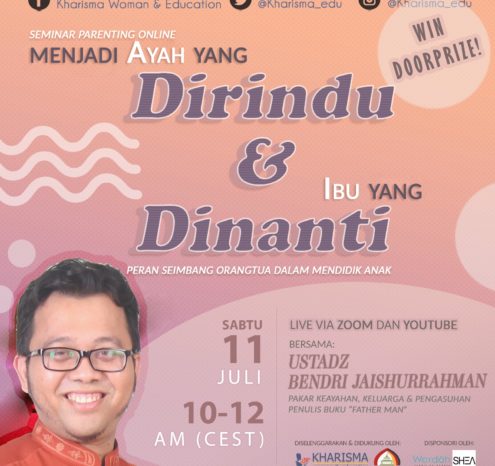 Kharisma Woman & Education
@Kharisma_edu
@Kharisma_edu
SEMINAR PARENTING ONLINE
MENJADI AYAH YANG
WIN
DOORPRIZE!
Dirindu
&
IBU YANG
Dinanti
PERAN SEIMBANG ORANGTUA DALAM MENDIDIK ANAK
SABTU
11
JULI
10-12
AM (CEST)
LIVE VIA ZOOM DAN YOUTUBE
BERSAMA:
USTADZ
BENDRI JAISHURRAHMAN
PAKAR KEAYAHAN, KELUARGA & PENGASUHAN
PENULIS BUKU "FATHER MAN"
DISELENGGARAKAN & DIDUKUNG OLEH:
DISPONSORI OLEH:
KHARISMA
Wardah
SHEA